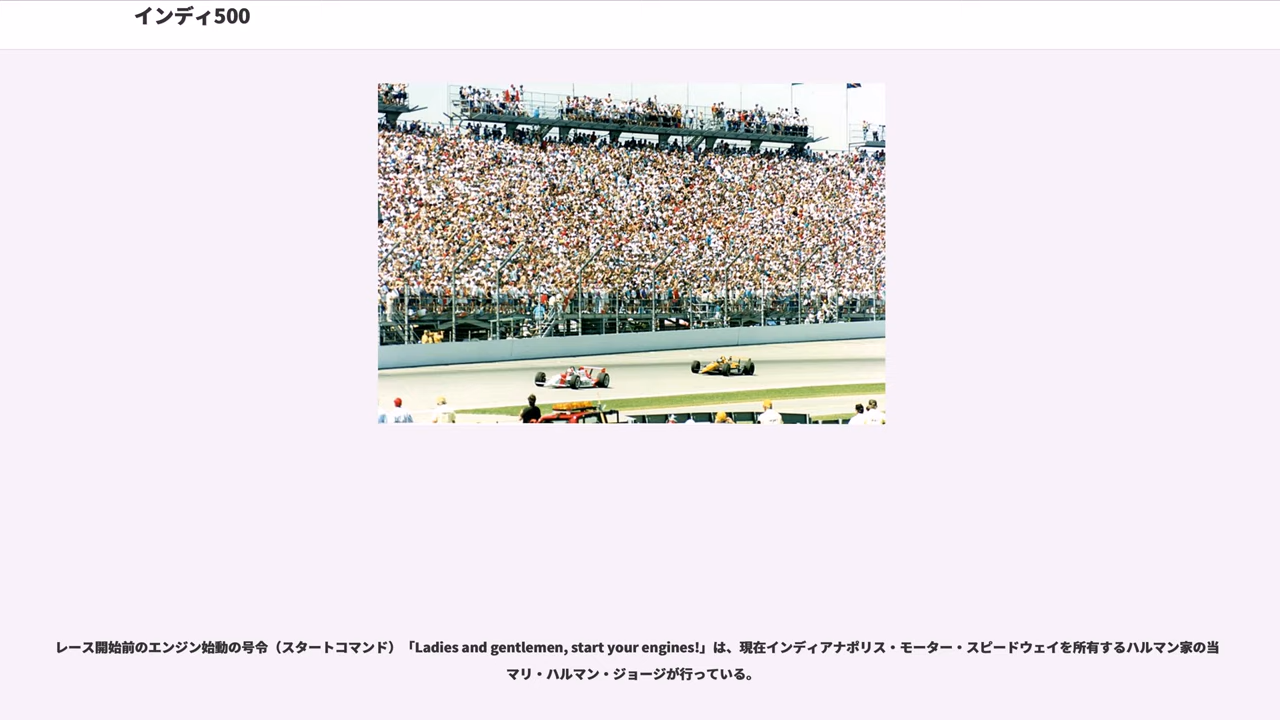 インディ500
レース開始前のエンジン始動の号令（スタートコマンド）「Ladies and gentlemen, start your engines!」は、現在インディアナポリス・モーター・スピードウェイを所有するハルマン家の当
マリ・ハルマン・ジョージが行っている。